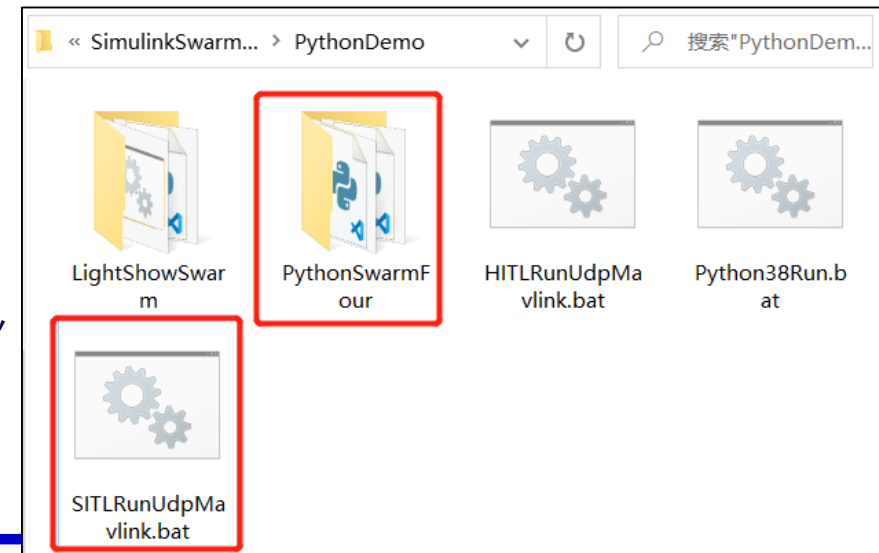 « SimulinkSwarm... > PythonDemo
搜索"PythonDem...
LightShowSwar
m
PythonSwarmF
our
HITLRunUdpMa
vlink.bat
Python38Run.b
at
SITLRunUdpMa
vlink.bat